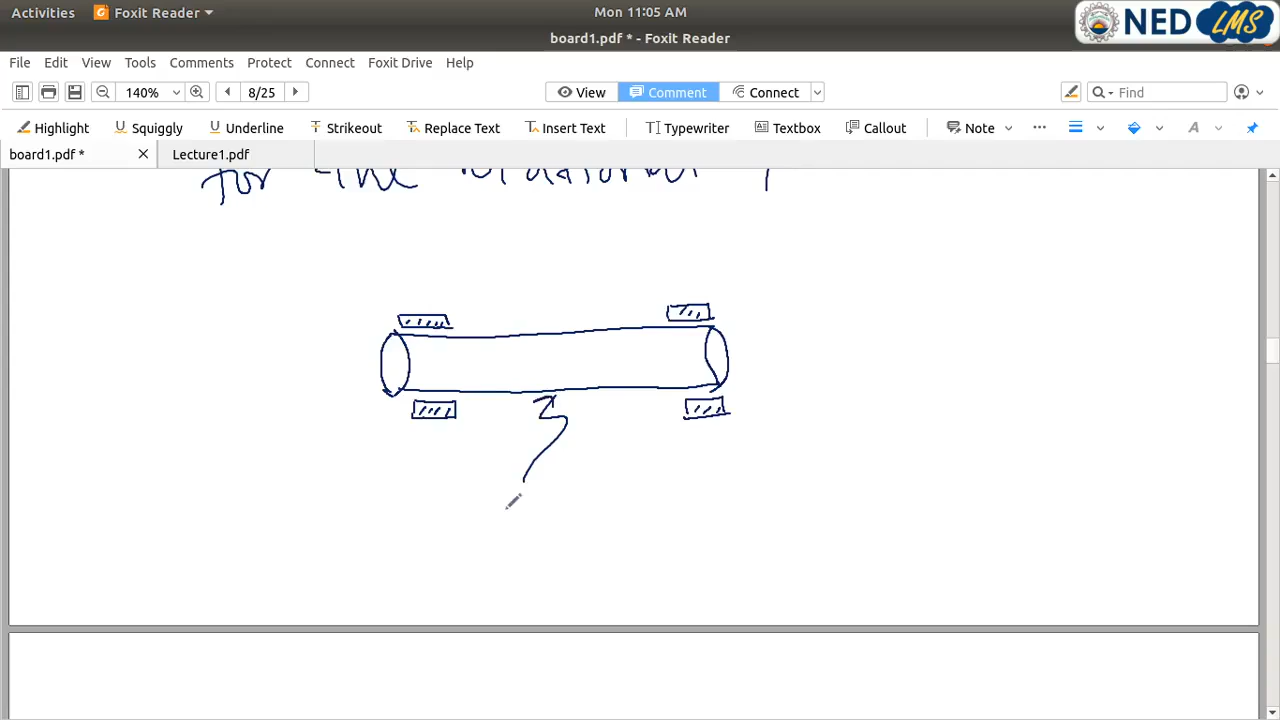 Activities Foxit Reader Mon 11:05 AM
board1.pdf * - Foxit Reader
NED LMS
File Edit View Tools Comments Protect Connect Foxit Drive Help
140% 8/25 View Comment Connect Find
Highlight Squiggly Underline Strikeout Replace Text Insert Text Typewriter Textbox Callout Note
board1.pdf * Lecture1.pdf
for the